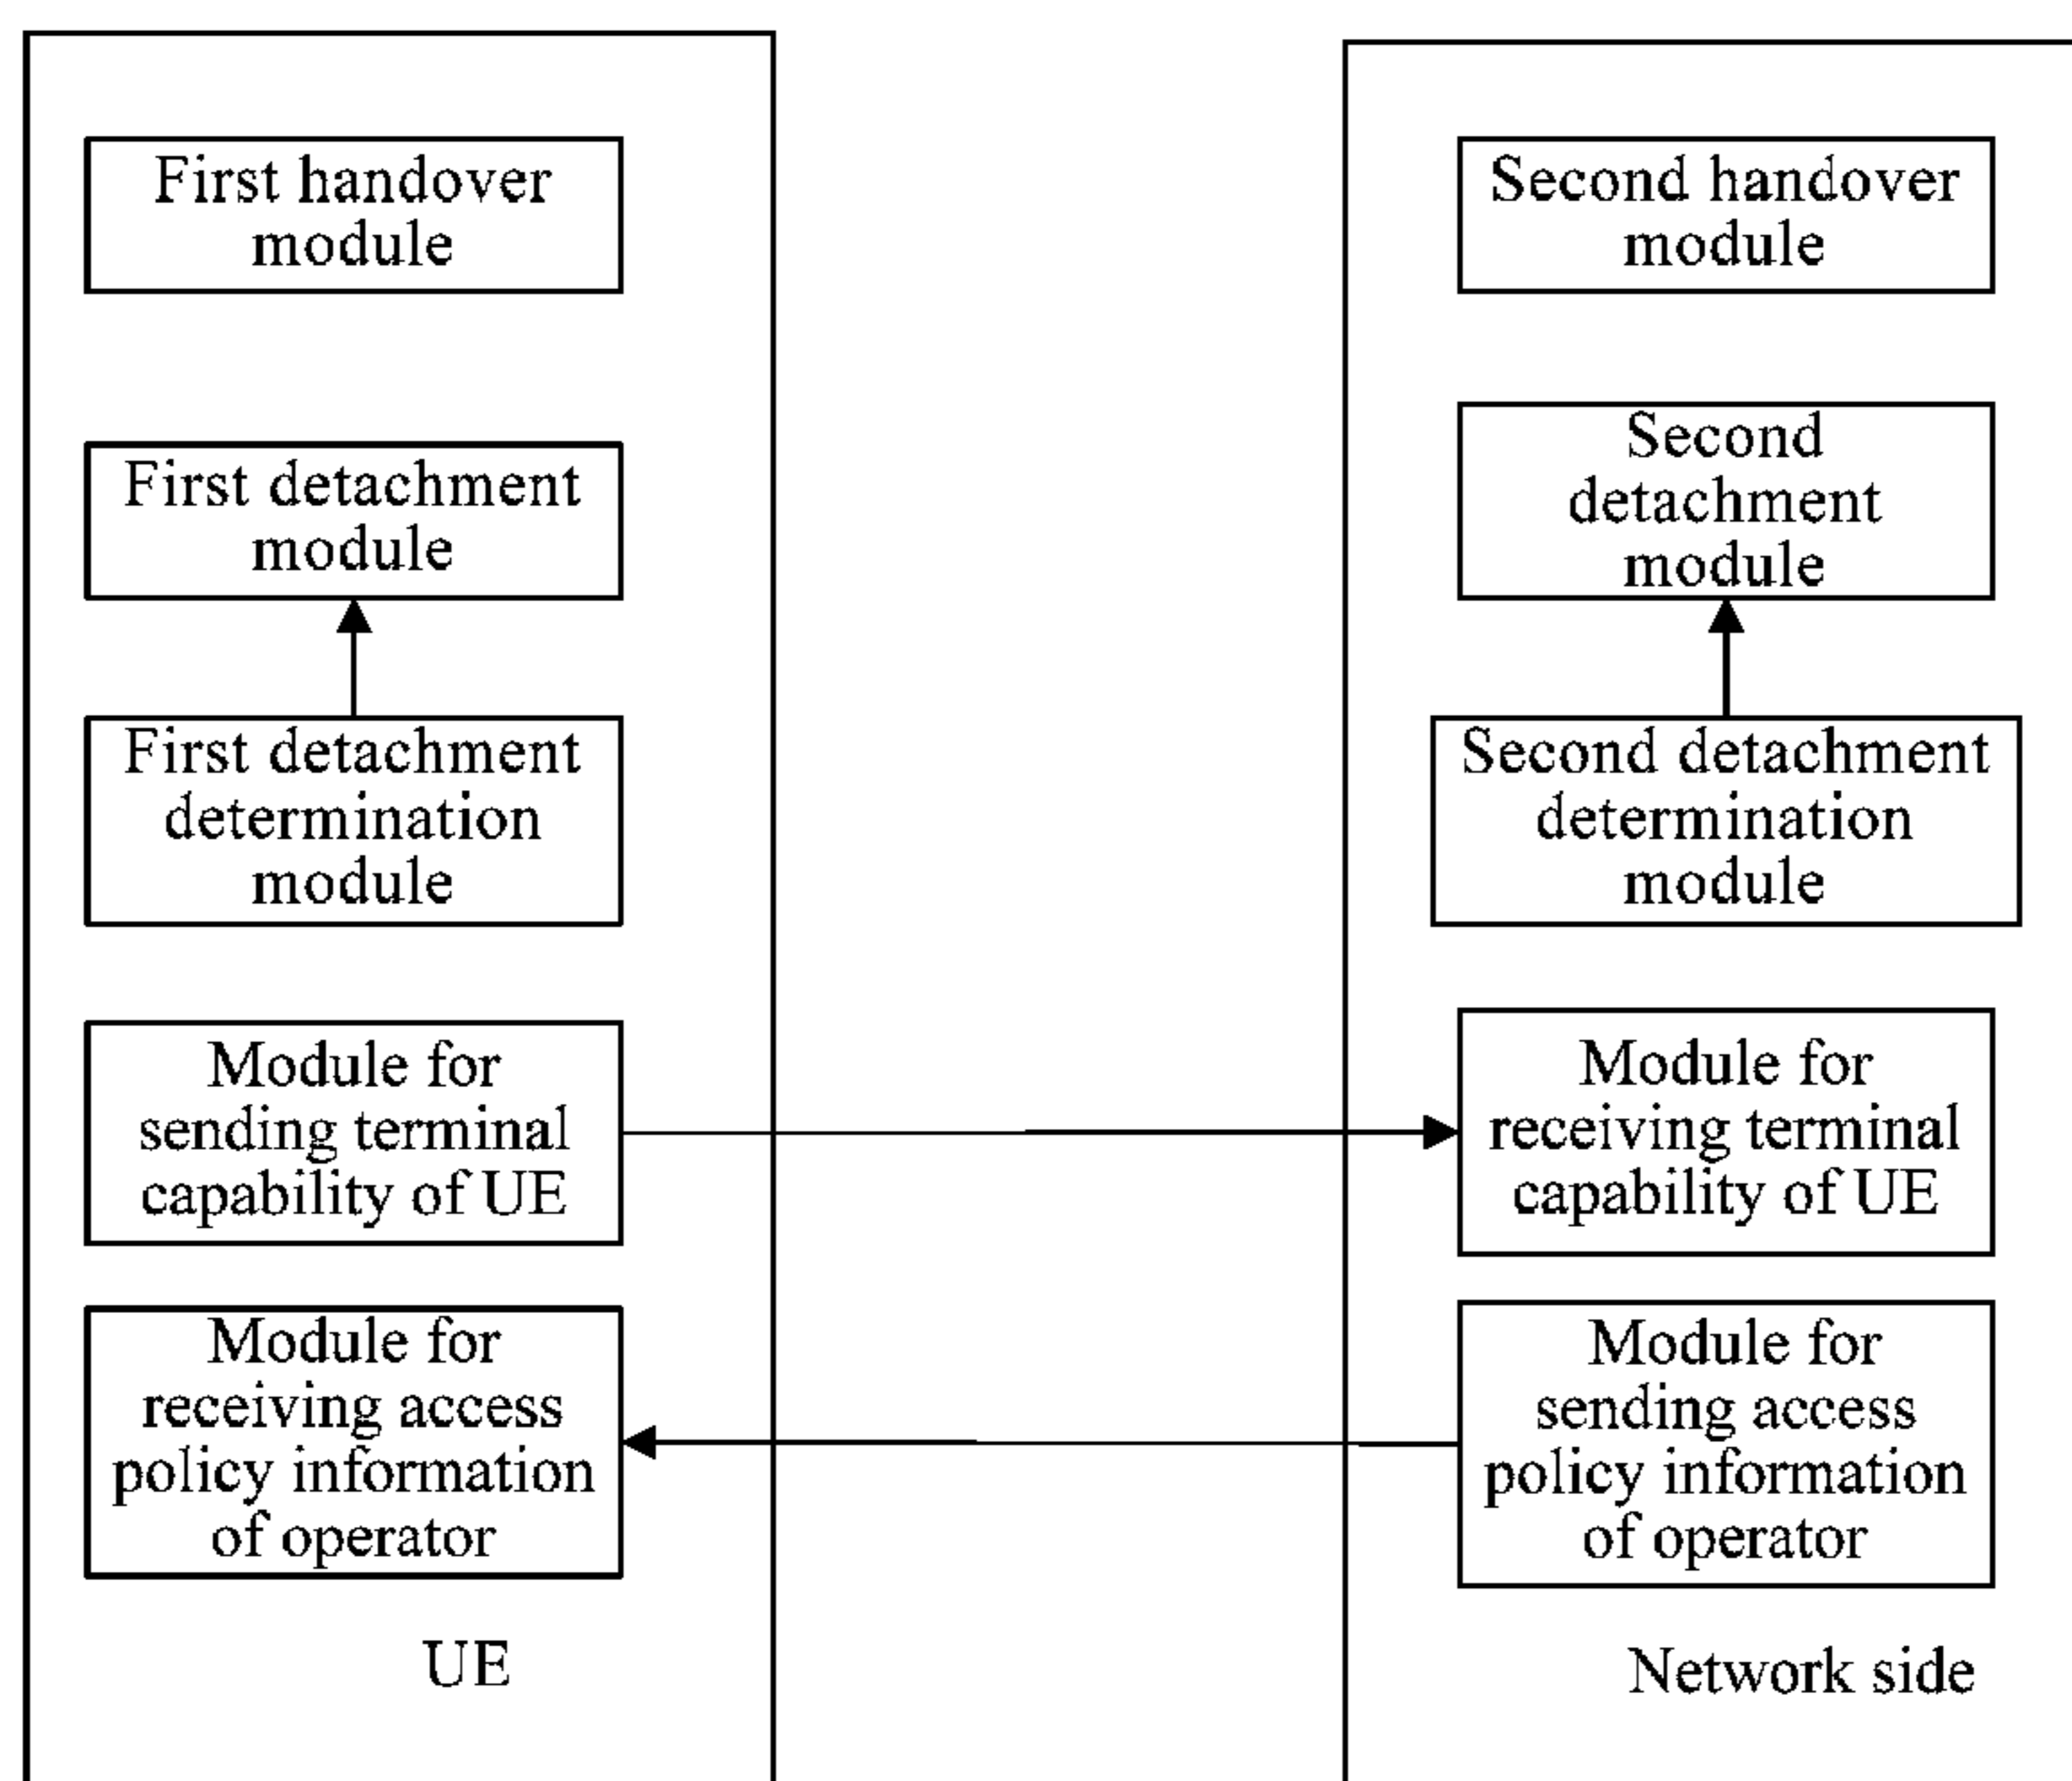 First handover
module
First detachment
module
First detachment
determination
module
Module for
sending terminal
capability of UE
Module for
receiving access
policy information
of operator
UE
Second handover
module
Second
detachment
module
Second detachment
determination
module
Module for
receiving terminal
capability of UE
Module for
sending access
policy information
of operator
Network side